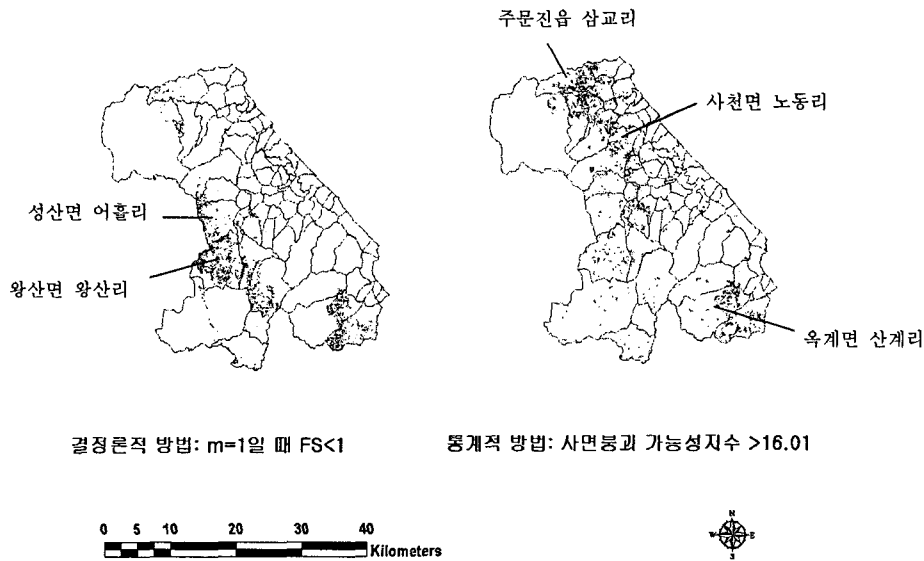 주문진읍 삼교리
사천면 노동리
성산면 어흘리
왕산면 왕산리
옥계면 산계리
결정론적 방법: m=1일 때 FS<1
통계적 방법: 사면붕괴 가능성지수 >16.01
0 5 10 20 30 40
Kilometers
N
W E
S